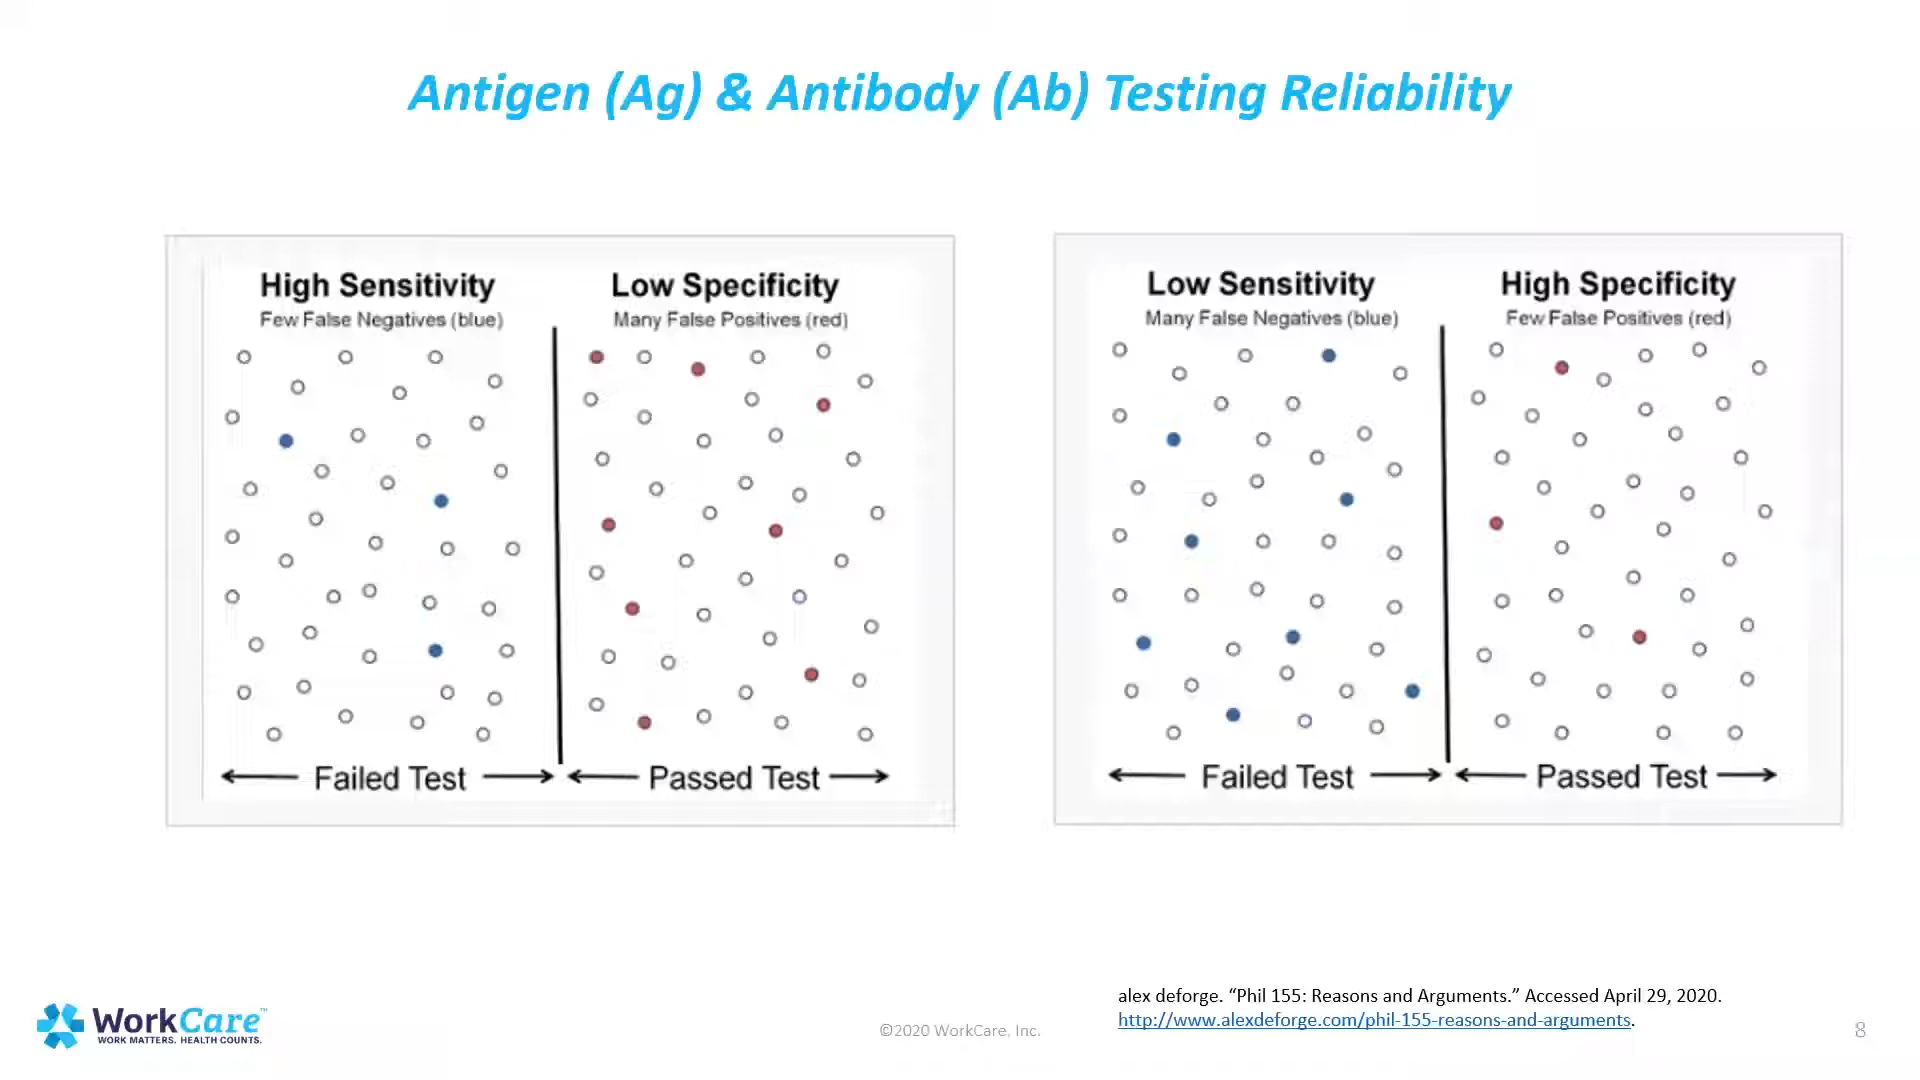 Antigen (Ag) & Antibody (Ab) Testing Reliability
High Sensitivity
Few False Negatives (blue)
Low Specificity
Many False Positives (red)
Failed Test
Passed Test
Low Sensitivity
Many False Negatives (blue)
High Specificity
Few False Positives (red)
Failed Test
Passed Test
WorkCare™
WORK MATTERS. HEALTH COUNTS.
©2020 WorkCare, Inc.
alex deforge. “Phil 155: Reasons and Arguments.” Accessed April 29, 2020.
http://www.alexdeforge.com/phil-155-reasons-and-arguments.
8